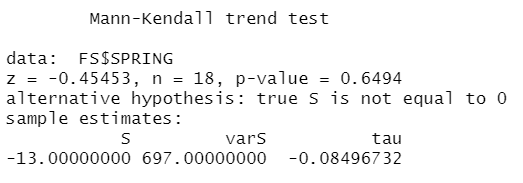 Mann-Kendall trend test
data:  FS$SPRING
z = -0.45453, n = 18, p-value = 0.6494
alternative hypothesis: true S is not equal to 0
sample estimates:
S varS tau
-13.00000000 697.00000000 -0.08496732